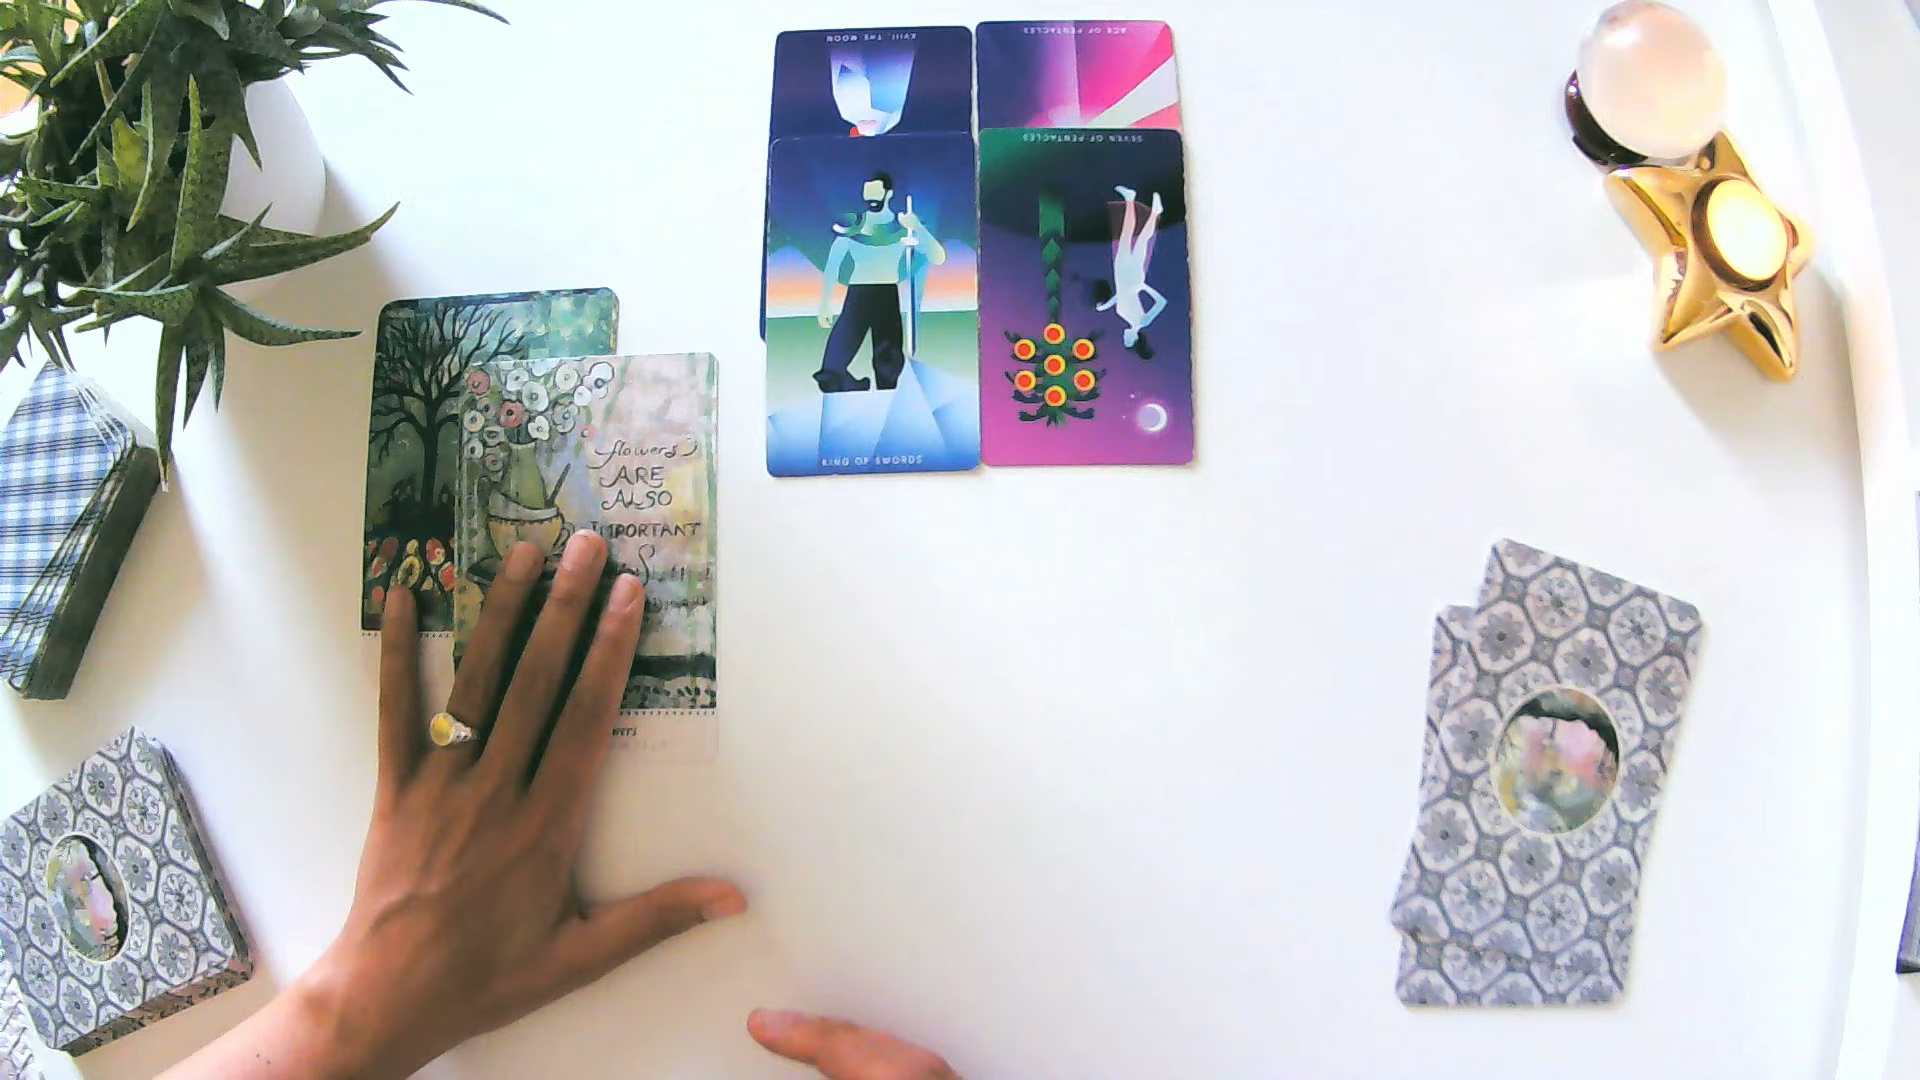 XVIII. THE MOON
ACE OF PENTACLES
SEVEN OF PENTACLES
KING OF SWORDS
flowers
ARE
ALSO
IMPORTANT